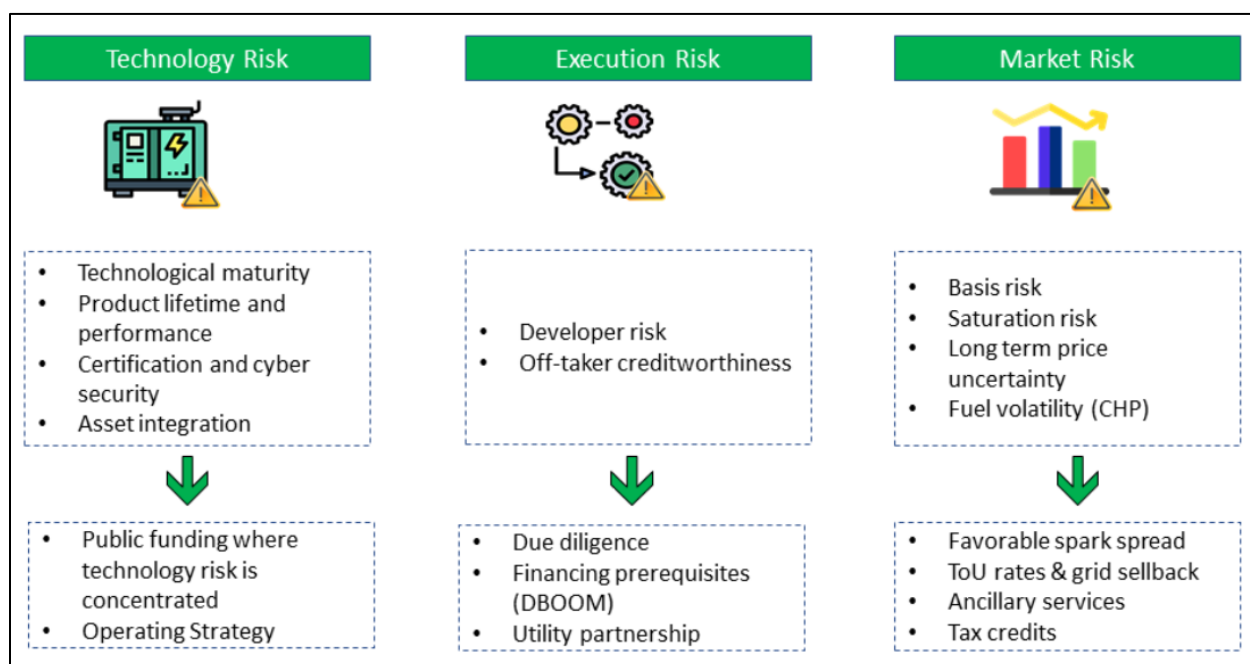 Technology Risk
Execution Risk
Market Risk
• Technological maturity
• Product lifetime and
performance
• Certification and cyber
security
• Asset integration
• Developer risk
• Off-taker creditworthiness
• Basis risk
• Saturation risk
• Long term price
uncertainty
• Fuel volatility (CHP)
• Public funding where
technology risk is
concentrated
• Operating Strategy
• Due diligence
• Financing prerequisites
(DBOOM)
• Utility partnership
• Favorable spark spread
• ToU rates & grid sellback
• Ancillary services
• Tax credits